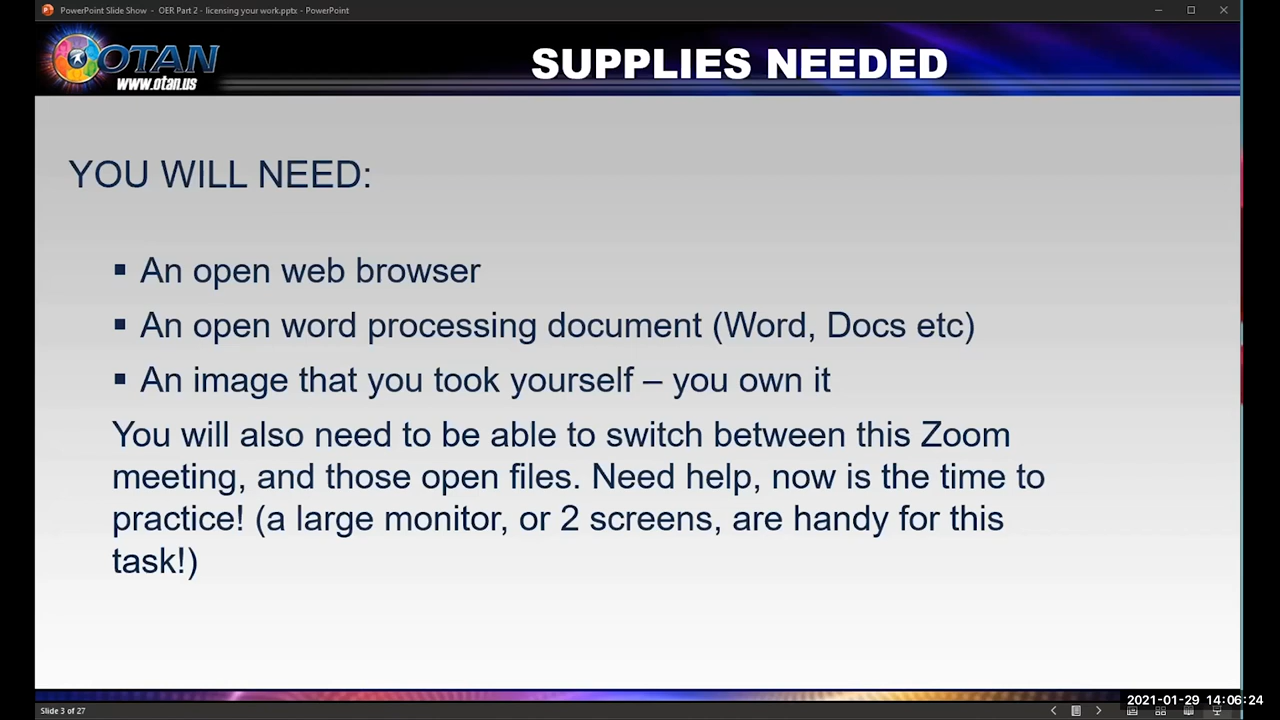 PowerPoint Slide Show - OER Part 2 - licensing your work.pptx - PowerPoint
OTAN
www.otan.us
SUPPLIES NEEDED
YOU WILL NEED:
▪ An open web browser
▪ An open word processing document (Word, Docs etc)
▪ An image that you took yourself – you own it
You will also need to be able to switch between this Zoom
meeting, and those open files. Need help, now is the time to
practice! (a large monitor, or 2 screens, are handy for this
task!)
Slide 3 of 27
2021-01-29 14:06:24